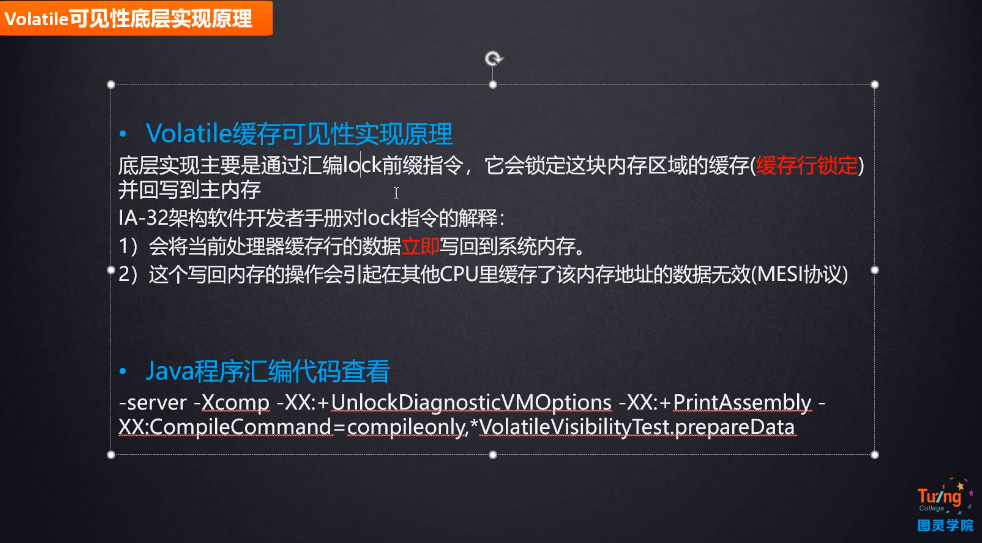 Volatile可见性底层实现原理
• Volatile缓存可见性实现原理
底层实现主要是通过汇编lock前缀指令，它会锁定这块内存区域的缓存(缓存行锁定)
并回写到主内存
IA-32架构软件开发者手册对lock指令的解释：
1）会将当前处理器缓存行的数据立即写回到系统内存。
2）这个写回内存的操作会引起在其他CPU里缓存了该内存地址的数据无效(MESI协议)
• Java程序汇编代码查看
-server -Xcomp -XX:+UnlockDiagnosticVMOptions -XX:+PrintAssembly -
XX:CompileCommand=compileonly,*VolatileVisibilityTest.prepareData
Tuling
College
图灵学院